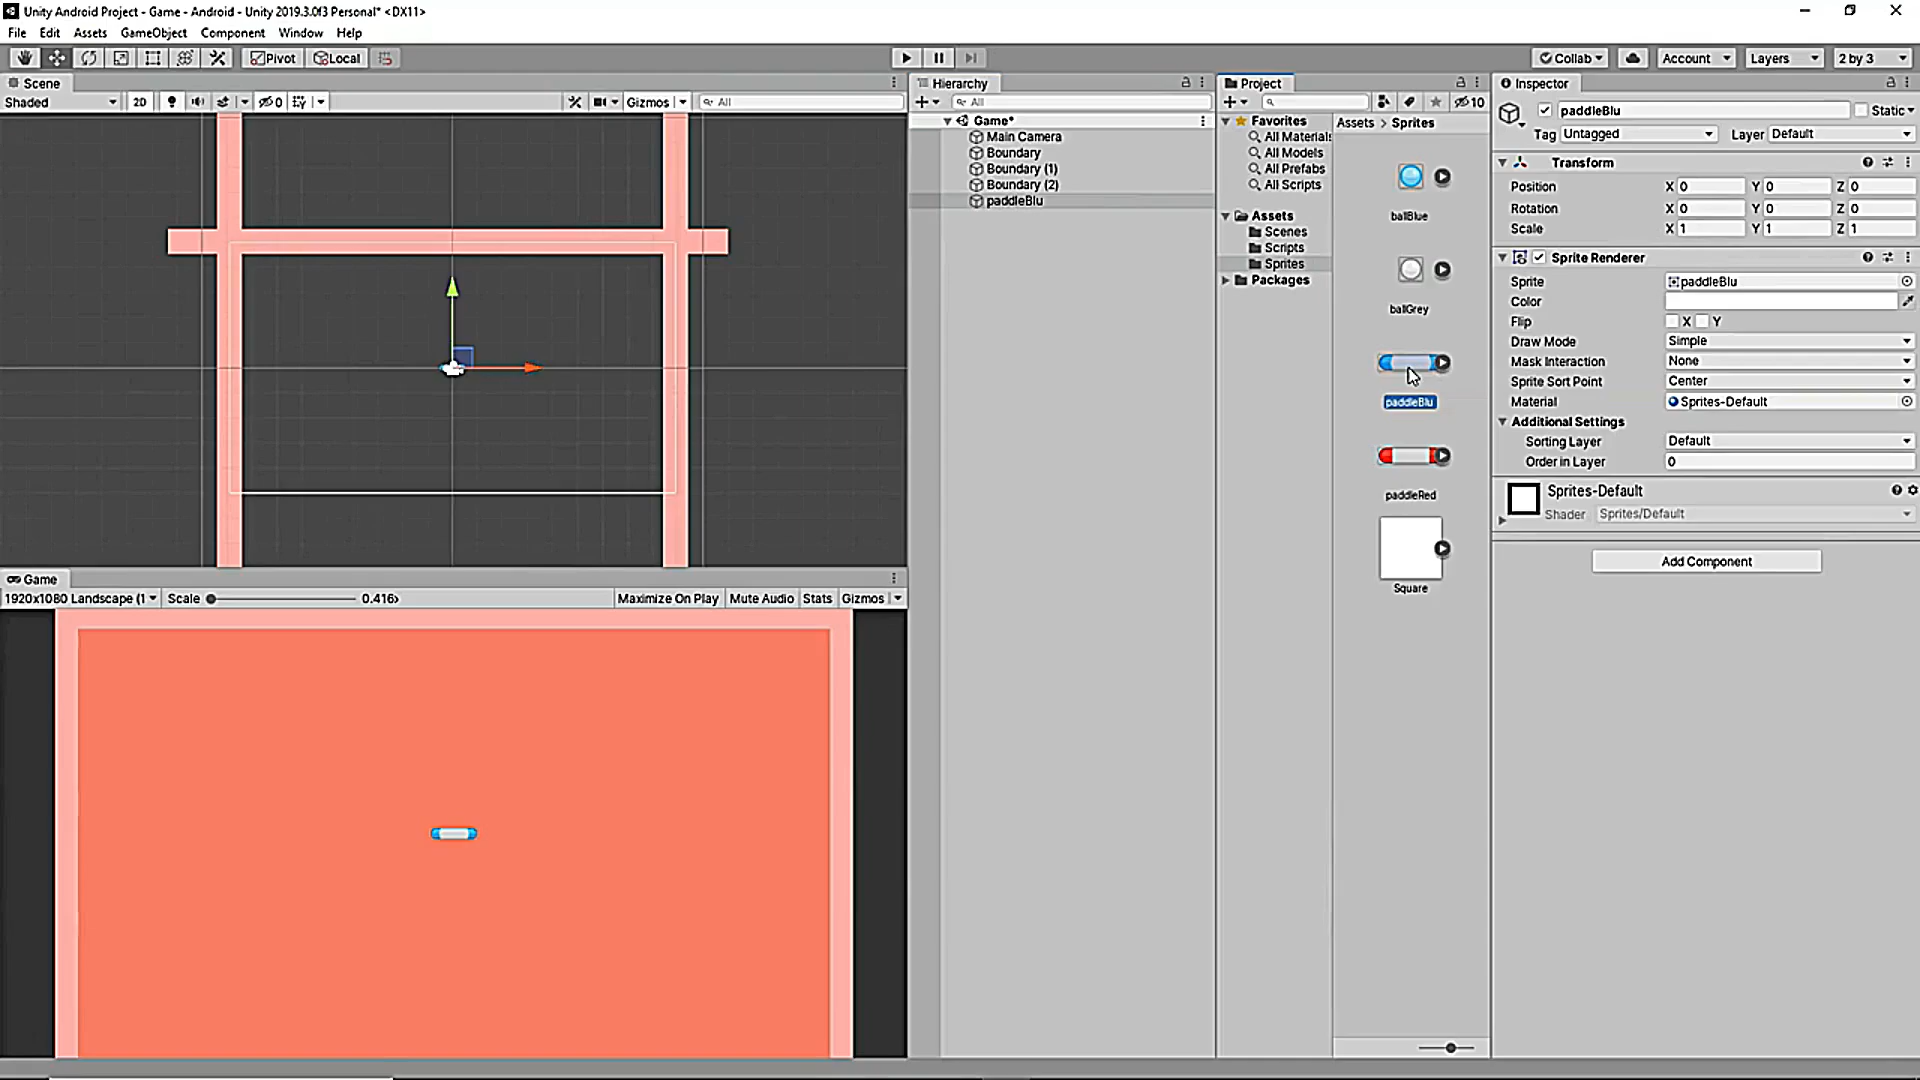 Unity Android Project - Game - Android - Unity 2019.3.0f3 Personal* <DX11>
File Edit Assets GameObject Component Window Help
Pivot Local Collab Account Layers 2 by 3
Scene
Shaded 2D 0 Gizmos All
Hierarchy
All
Game*
Main Camera
Boundary
Boundary (1)
Boundary (2)
paddleBlu
Project
10
Favorites
All Materials
All Models
All Prefabs
All Scripts
Assets
Scenes
Scripts
Sprites
Packages
Assets > Sprites
ballBlue
ballGrey
paddleBlu
paddleRed
Square
Inspector
paddleBlu Static
Tag Untagged Layer Default
Transform
Position X 0 Y 0 Z 0
Rotation X 0 Y 0 Z 0
Scale X 1 Y 1 Z 1
Sprite Renderer
Sprite paddleBlu
Color
Flip X Y
Draw Mode Simple
Mask Interaction None
Sprite Sort Point Center
Material Sprites-Default
Additional Settings
Sorting Layer Default
Order in Layer 0
Sprites-Default
Shader Sprites/Default
Add Component
Game
1920x1080 Landscape (1 Scale 0.416x Maximize On Play Mute Audio Stats Gizmos